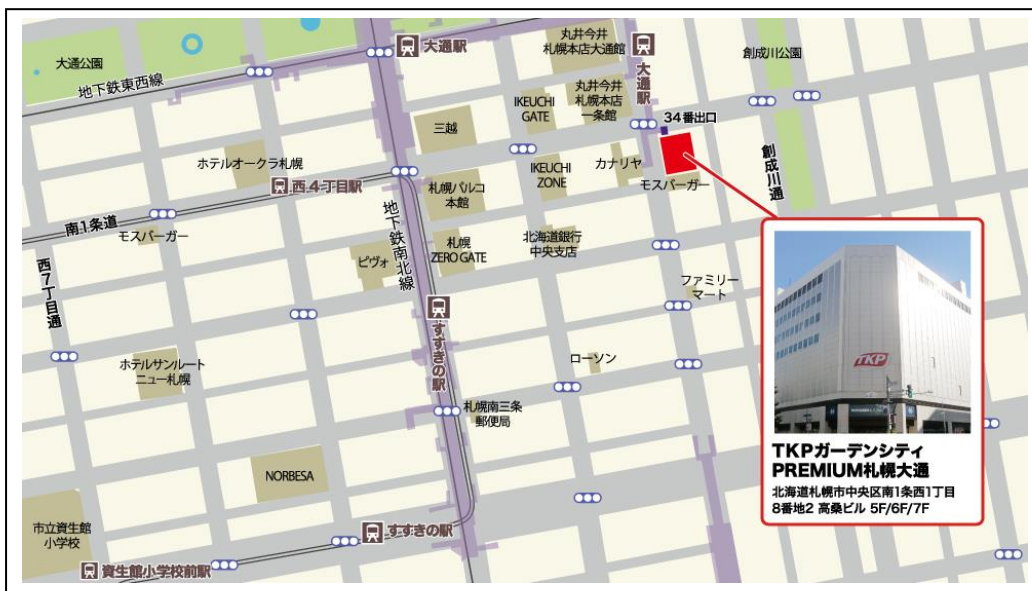 大通公園
地下鉄東西線
大通駅
丸井今井
札幌本店大通館
大通駅
創成川公園
IKEUCHI
GATE
丸井今井
札幌本店
一条館
34番出口
三越
ホテルオークラ札幌
西4丁目駅
札幌パルコ
本館
IKEUCHI
ZONE
カナリヤ
モスバーガー
創成川通
南1条道
モスバーガー
西7丁目通
ピヴォ
地下鉄南北線
札幌
ZERO GATE
北海道銀行
中央支店
ファミリー
マート
すすきの駅
ホテルサンルート
ニュー札幌
ローソン
札幌南三条
郵便局
NORBESA
市立資生館
小学校
すすきの駅
資生館小学校前駅
TKP
TKPガーデンシティ
PREMIUM札幌大通
北海道札幌市中央区南1条西1丁目
8番地2 高桑ビル 5F/6F/7F